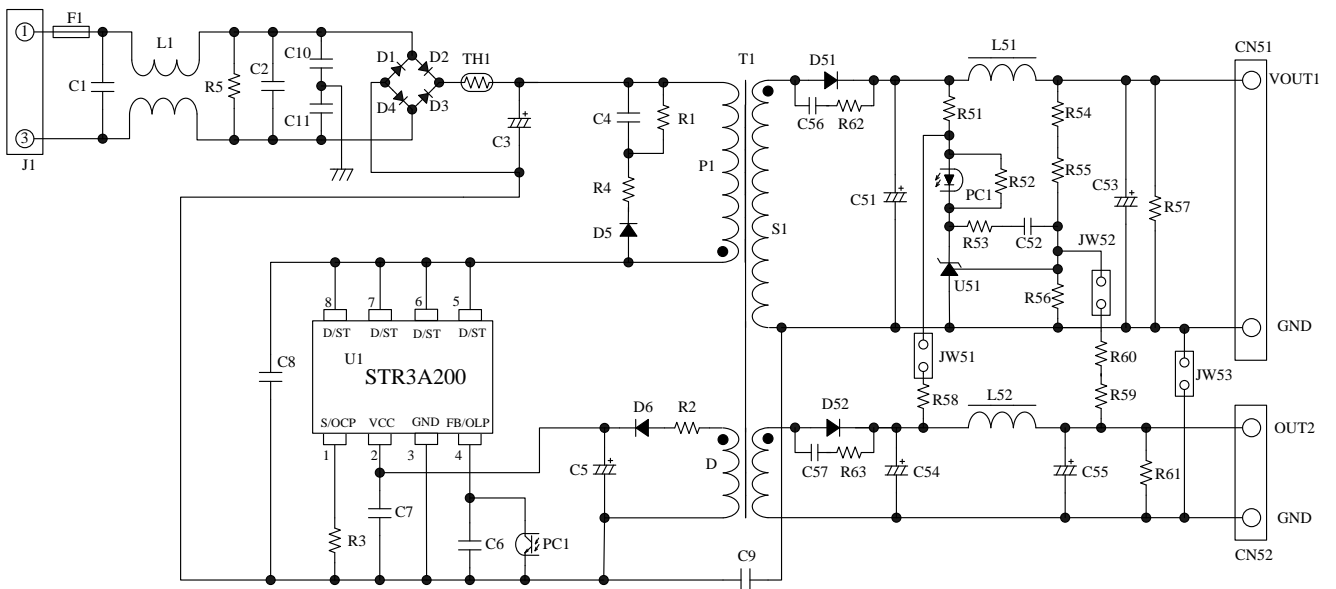 F1
L1
C10
D1
D2
TH1
T1
D51
L51
CN51
1
VOUT1
C1
R5
C2
C56
R62
R51
R54
D4
D3
C11
C3
C4
R1
3
J1
P1
R4
R52
R55
C53
PC1
C51
R57
D5
S1
R53
C52
JW52
U51
R56
8
7
6
5
D/ST
D/ST
D/ST
D/ST
GND
U1
C8
STR3A200
JW51
R60
JW53
R58
R59
L52
S/OCP
VCC
GND
FB/OLP
D6
R2
D52
OUT2
1
2
3
4
C5
D
C57
R63
C54
C55
R61
C7
GND
R3
C6
PC1
C9
CN52